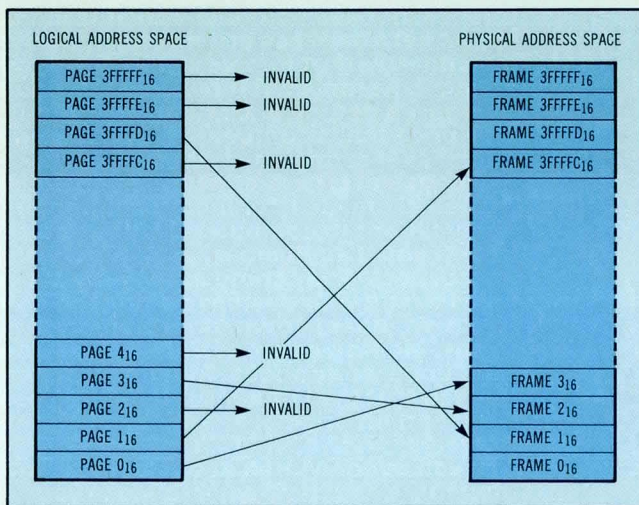 LOGICAL ADDRESS SPACE
PHYSICAL ADDRESS SPACE
PAGE 3FFFFF₁₆
INVALID
FRAME 3FFFFF₁₆
PAGE 3FFFFE₁₆
INVALID
FRAME 3FFFFE₁₆
PAGE 3FFFFD₁₆
FRAME 3FFFFD₁₆
PAGE 3FFFFC₁₆
INVALID
FRAME 3FFFFC₁₆
PAGE 4₁₆
INVALID
PAGE 3₁₆
FRAME 3₁₆
PAGE 2₁₆
INVALID
FRAME 2₁₆
PAGE 1₁₆
FRAME 1₁₆
PAGE 0₁₆
FRAME 0₁₆